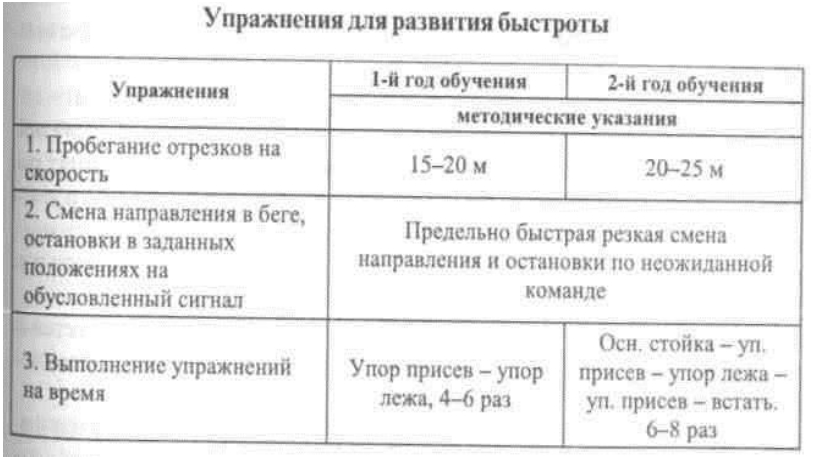 Упражнения для развития быстроты
Упражнения
1-й год обучения
2-й год обучения
методические указания
1. Пробегание отрезков на
скорость
15–20 м
20–25 м
2. Смена направления в беге,
остановки в заданных
положениях на
обусловленный сигнал
Предельно быстрая резкая смена
направления и остановки по неожиданной
команде
3. Выполнение упражнений
на время
Упор присев – упор
лежа, 4–6 раз
Осн. стойка – уп.
присев – упор лежа –
уп. присев – встать.
6–8 раз